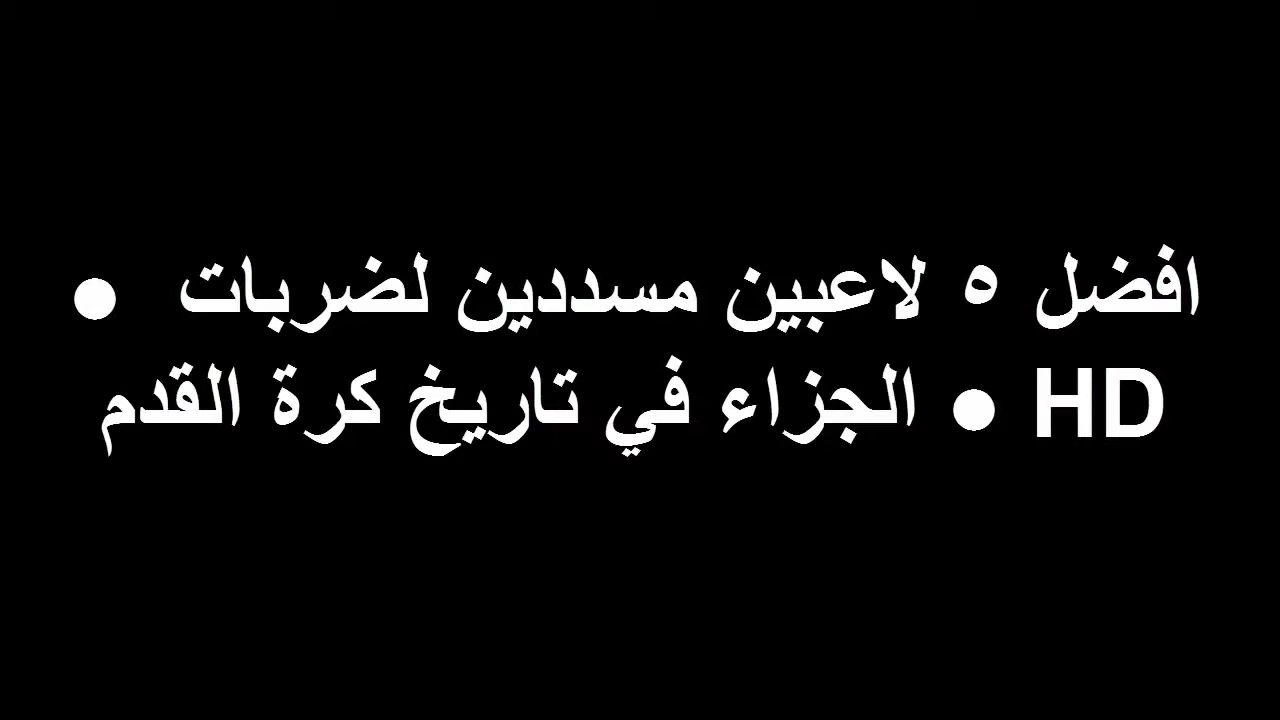 افضل ٥ لاعبين مسددين لضربات ●
HD ● الجزاء في تاريخ كرة القدم